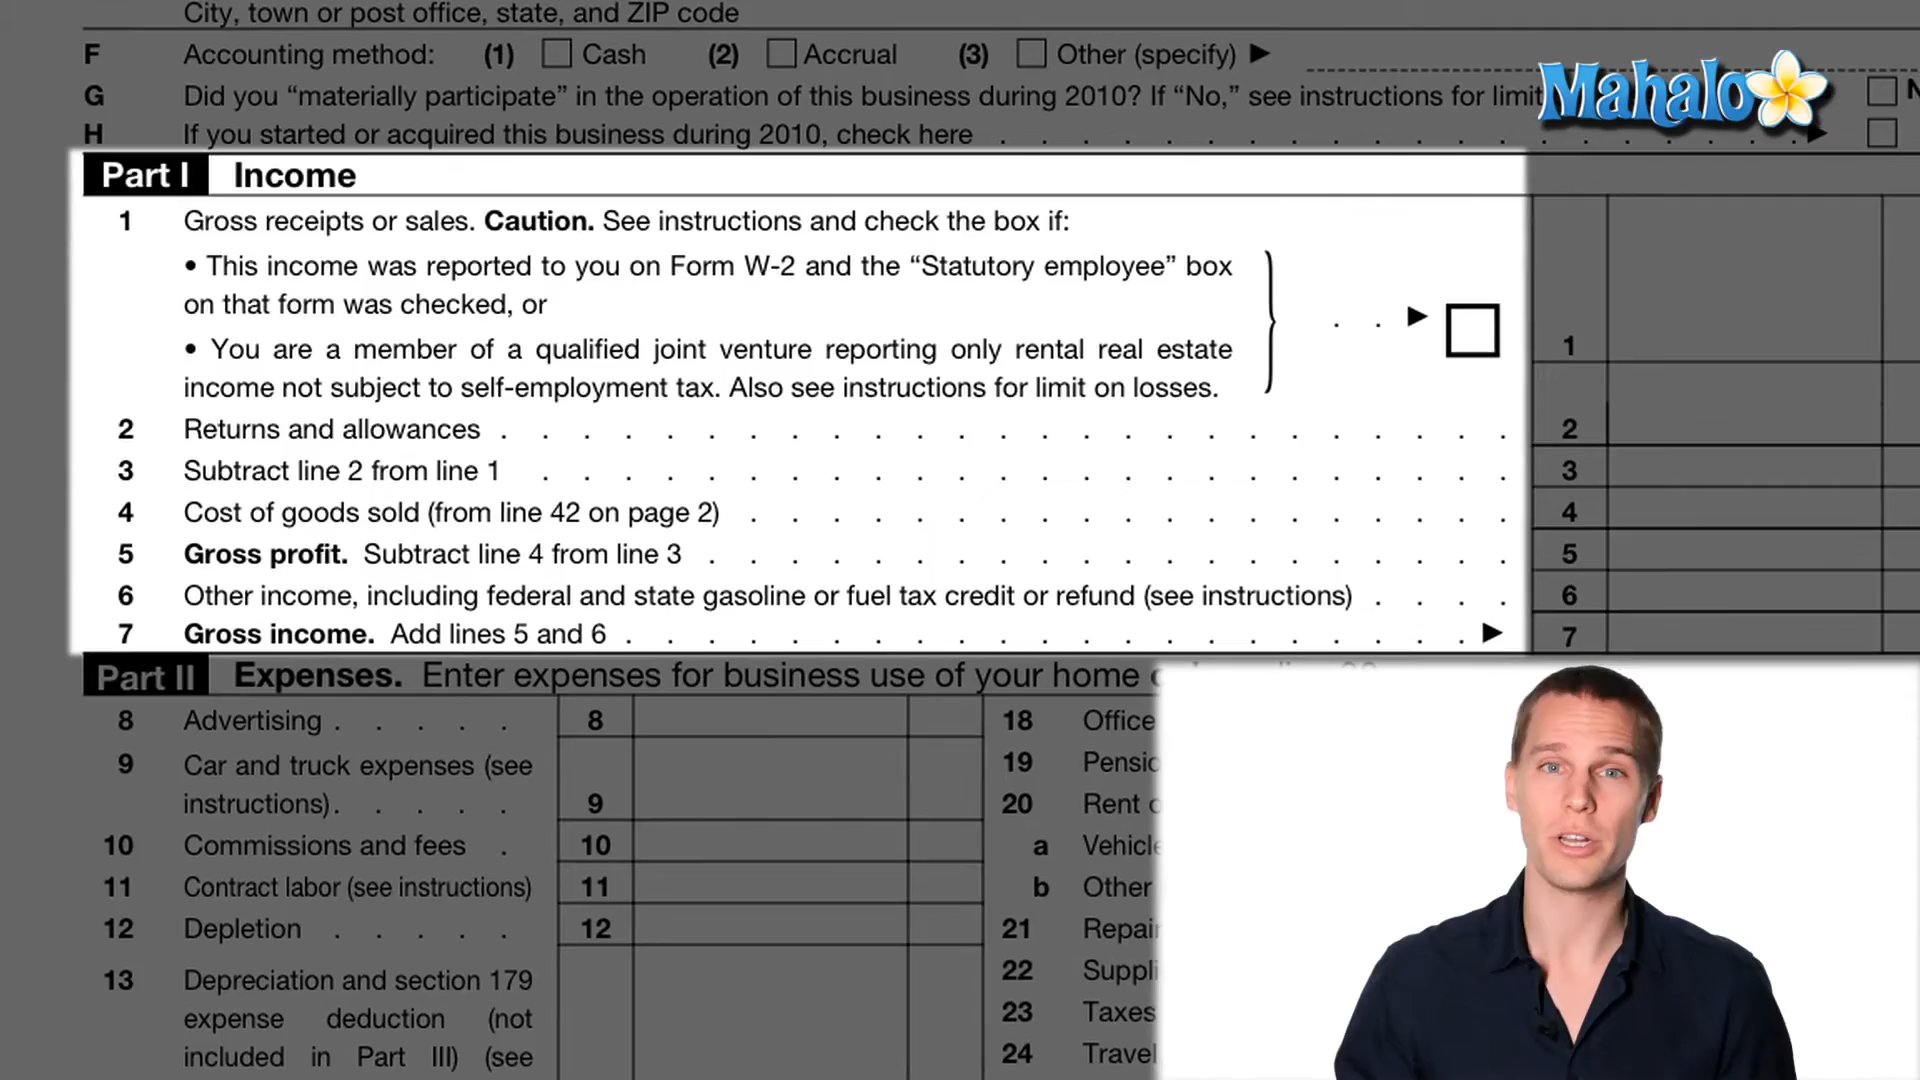 City, town or post office, state, and ZIP code
F Accounting method: (1) Cash (2) Accrual (3) Other (specify) ►
G Did you “materially participate” in the operation of this business during 2010? If “No,” see instructions for limit
H If you started or acquired this business during 2010, check here . . . . . . . . . . . . . . . . . . . . ►
Mahalo
Part I Income
1 Gross receipts or sales. Caution. See instructions and check the box if:
• This income was reported to you on Form W-2 and the “Statutory employee” box
on that form was checked, or
• You are a member of a qualified joint venture reporting only rental real estate
income not subject to self-employment tax. Also see instructions for limit on losses.
. . ► 1
2 Returns and allowances . . . . . . . . . . . . . . . . . . . . . . . . . 2
3 Subtract line 2 from line 1 . . . . . . . . . . . . . . . . . . . . . . . . 3
4 Cost of goods sold (from line 42 on page 2) . . . . . . . . . . . . . . . . . . . 4
5 Gross profit. Subtract line 4 from line 3 . . . . . . . . . . . . . . . . . . . . 5
6 Other income, including federal and state gasoline or fuel tax credit or refund (see instructions) . . . . 6
7 Gross income. Add lines 5 and 6 . . . . . . . . . . . . . . . . . . . . . ► 7
Part II Expenses. Enter expenses for business use of your home
8 Advertising . . . . . 8
9 Car and truck expenses (see
instructions) . . . . . 9
10 Commissions and fees . 10
11 Contract labor (see instructions) 11
12 Depletion . . . . . 12
13 Depreciation and section 179
expense deduction (not
included in Part III) (see
18 Office
19 Pensio
20 Rent o
a Vehicle
b Other
21 Repair
22 Suppli
23 Taxes
24 Travel